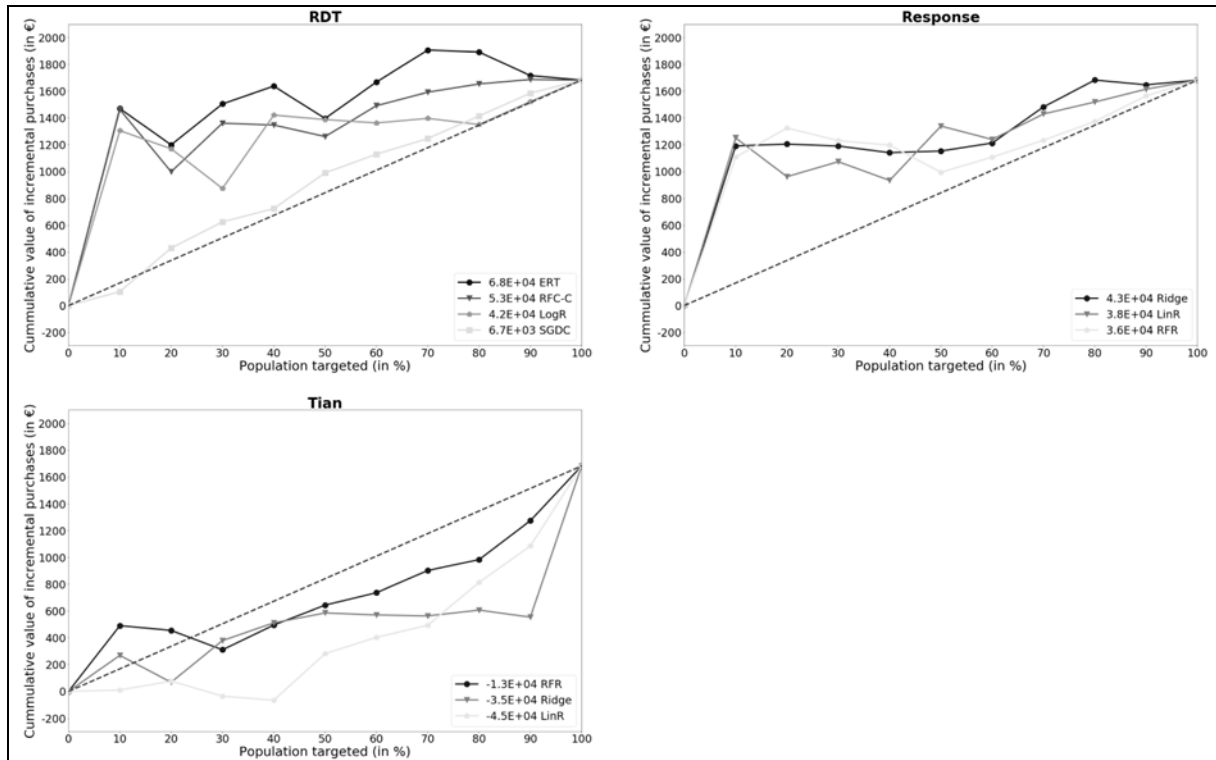 RDT
Cummulative value of incremental purchases (in €)
2000
1800
1600
1400
1200
1000
800
600
400
200
0
-200
6.8E+04 ERT
5.3E+04 RFC-C
4.2E+04 LogR
6.7E+03 SGDC
0 10 20 30 40 50 60 70 80 90 100
Population targeted (in %)
Response
Cummulative value of incremental purchases (in €)
2000
1800
1600
1400
1200
1000
800
600
400
200
0
-200
4.3E+04 Ridge
3.8E+04 LinR
3.6E+04 RFR
0 10 20 30 40 50 60 70 80 90 100
Population targeted (in %)
Tian
Cummulative value of incremental purchases (in €)
2000
1800
1600
1400
1200
1000
800
600
400
200
0
-200
-1.3E+04 RFR
-3.5E+04 Ridge
-4.5E+04 LinR
0 10 20 30 40 50 60 70 80 90 100
Population targeted (in %)